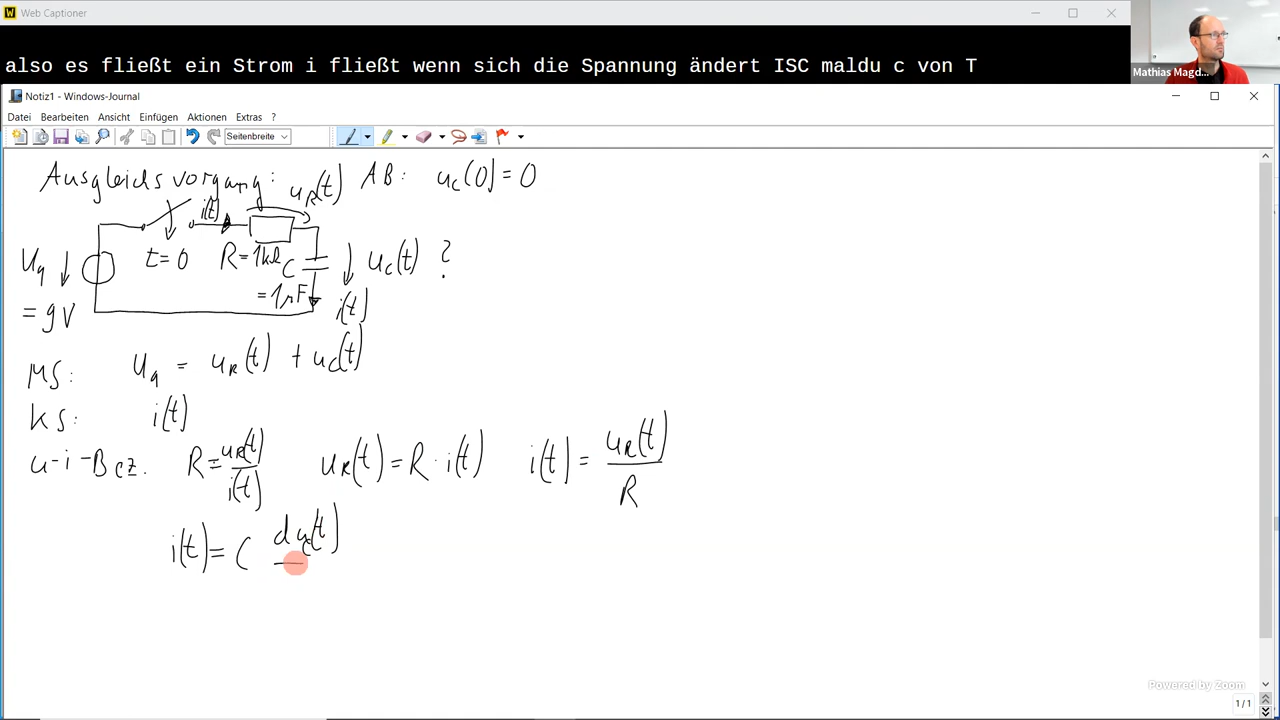 Web Captioner
also es fließt ein Strom i fließt wenn sich die Spannung ändert ISC maldu c von T
Mathias Magd...
Notiz1 - Windows-Journal
Datei Bearbeiten Ansicht Einfügen Aktionen Extras ?
Seitenbreite
Ausgleichsvorgang: AB: u_C(0) = 0
u_R(t)
i(t)
U_q t=0 R=1kΩ C u_C(t) ?
= 9V =1µF i(t)
MS: U_q = u_R(t) + u_C(t)
KS: i(t)
u-i-Bez. R = u_R(t)/i(t) u_R(t) = R · i(t) i(t) = u_R(t)/R
i(t) = C du_C(t)
Powered by Zoom
1/1